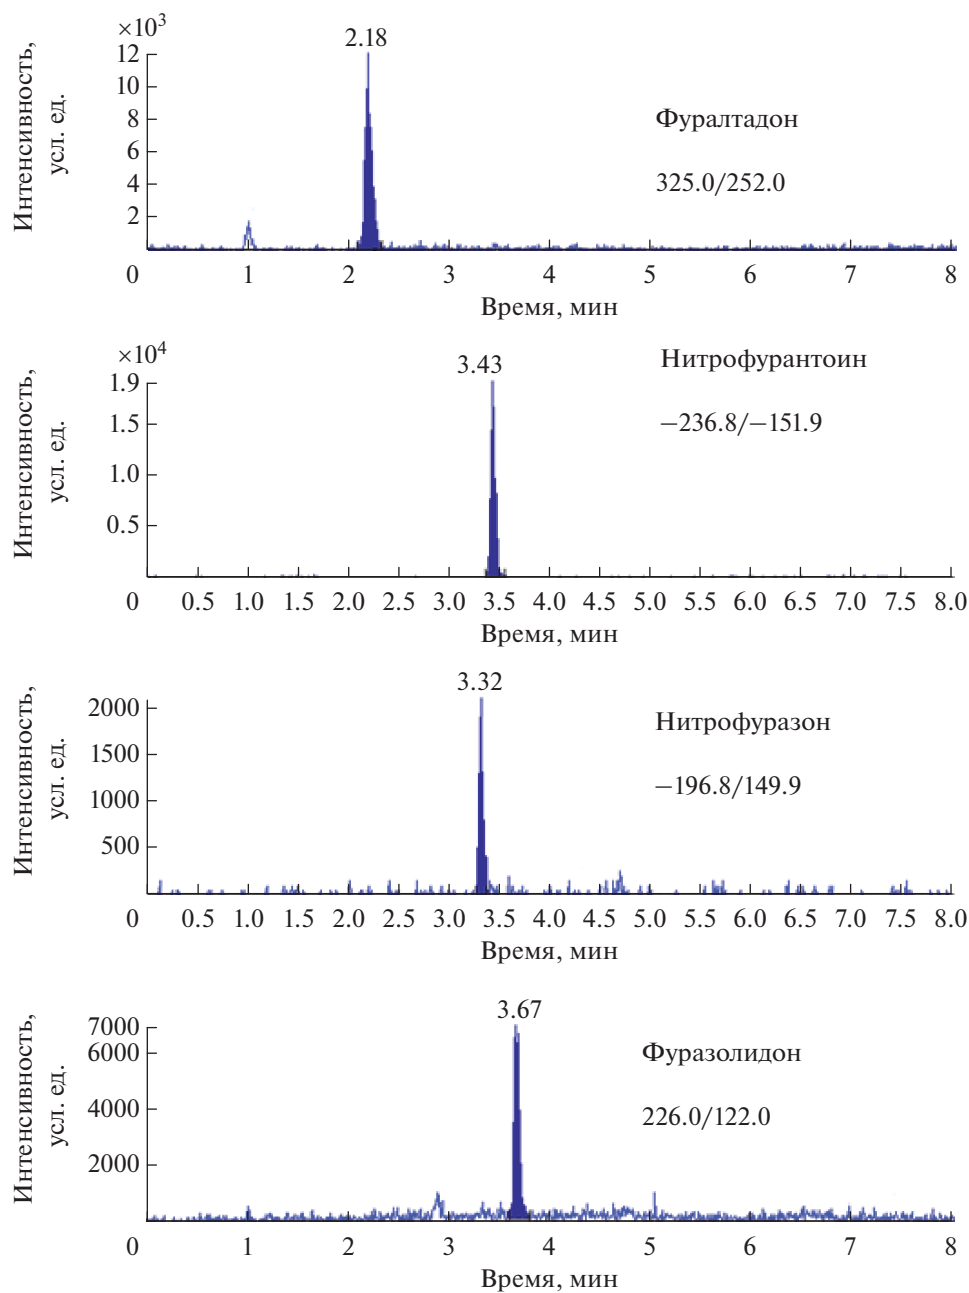 ×10³
2.18
Интенсивность,
усл. ед.
12
10
8
6
4
2
Фуралтадон
325.0/252.0
0 1 2 3 4 5 6 7 8
Время, мин
×10⁴
3.43
Интенсивность,
усл. ед.
1.9
1.5
1.0
0.5
Нитрофурантоин
−236.8/−151.9
0 0.5 1.0 1.5 2.0 2.5 3.0 3.5 4.0 4.5 5.0 5.5 6.0 6.5 7.0 7.5 8.0
Время, мин
3.32
Интенсивность,
усл. ед.
2000
1500
1000
500
Нитрофуразон
−196.8/149.9
0 0.5 1.0 1.5 2.0 2.5 3.0 3.5 4.0 4.5 5.0 5.5 6.0 6.5 7.0 7.5 8.0
Время, мин
3.67
Интенсивность,
усл. ед.
7000
6000
4000
2000
Фуразолидон
226.0/122.0
0 1 2 3 4 5 6 7 8
Время, мин